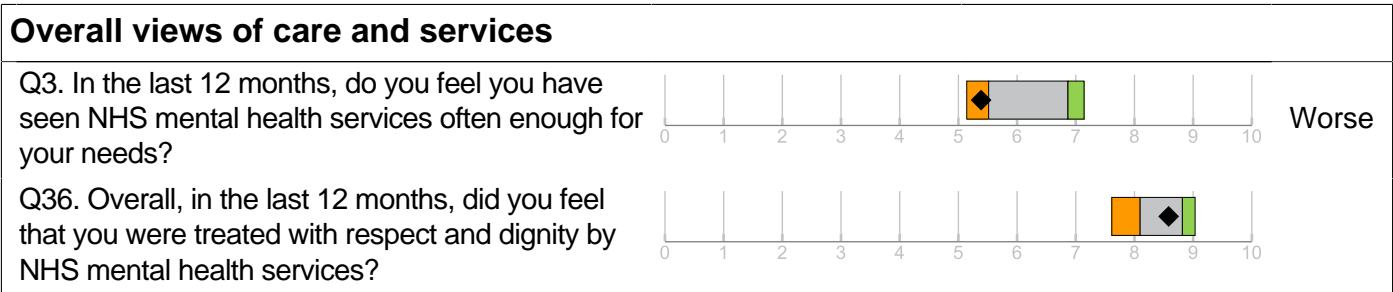 Overall views of care and services
Q3. In the last 12 months, do you feel you have
seen NHS mental health services often enough for
your needs?
0 1 2 3 4 5 6 7 8 9 10
Worse
Q36. Overall, in the last 12 months, did you feel
that you were treated with respect and dignity by
NHS mental health services?
0 1 2 3 4 5 6 7 8 9 10